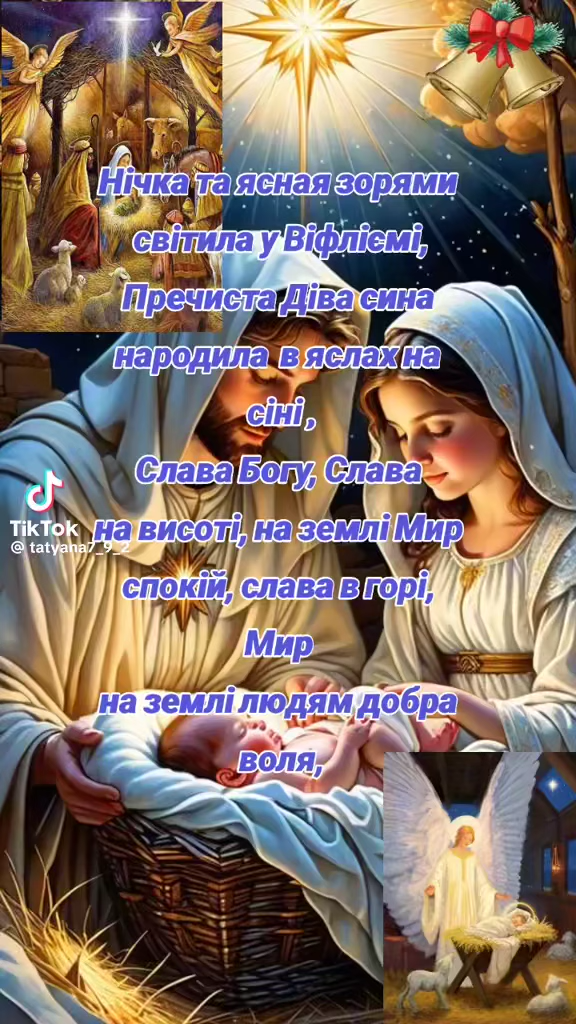 Нічка та ясная зорями
світила у Віфліємі,
Пречиста Діва сина
народила в яслах на
сіні ,
Слава Богу, Слава
на висоті, на землі Мир
спокій, слава в горі,
Мир
на землі людям добра
воля,
TikTok
@ tatyana7_9_2